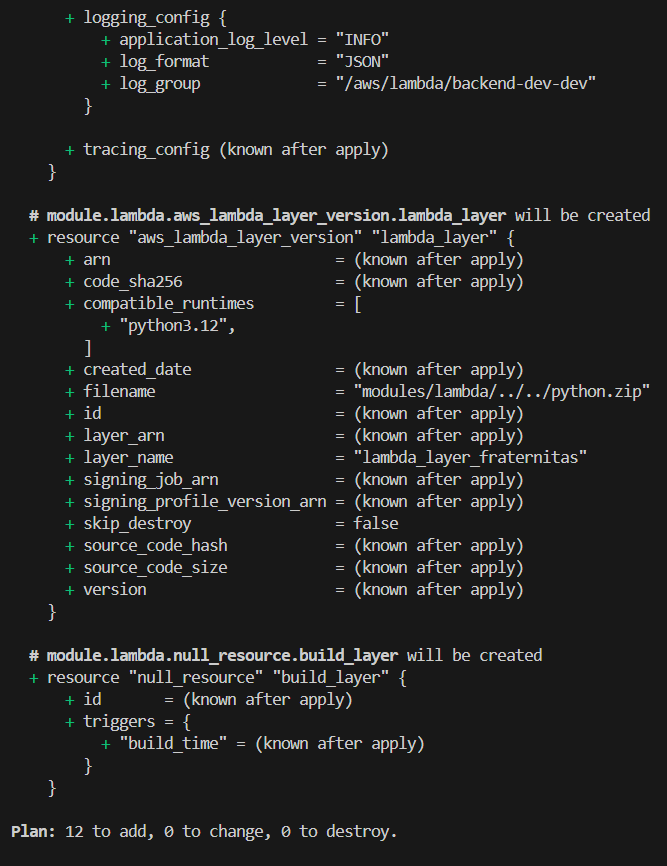 + logging_config {
+ application_log_level = "INFO"
+ log_format = "JSON"
+ log_group = "/aws/lambda/backend-dev-dev"
}
+ tracing_config (known after apply)
}
# module.lambda.aws_lambda_layer_version.lambda_layer will be created
+ resource "aws_lambda_layer_version" "lambda_layer" {
+ arn = (known after apply)
+ code_sha256 = (known after apply)
+ compatible_runtimes = [
+ "python3.12",
]
+ created_date = (known after apply)
+ filename = "modules/lambda/../../python.zip"
+ id = (known after apply)
+ layer_arn = (known after apply)
+ layer_name = "lambda_layer_fraternitas"
+ signing_job_arn = (known after apply)
+ signing_profile_version_arn = (known after apply)
+ skip_destroy = false
+ source_code_hash = (known after apply)
+ source_code_size = (known after apply)
+ version = (known after apply)
}
# module.lambda.null_resource.build_layer will be created
+ resource "null_resource" "build_layer" {
+ id = (known after apply)
+ triggers = {
+ "build_time" = (known after apply)
}
}
Plan: 12 to add, 0 to change, 0 to destroy.